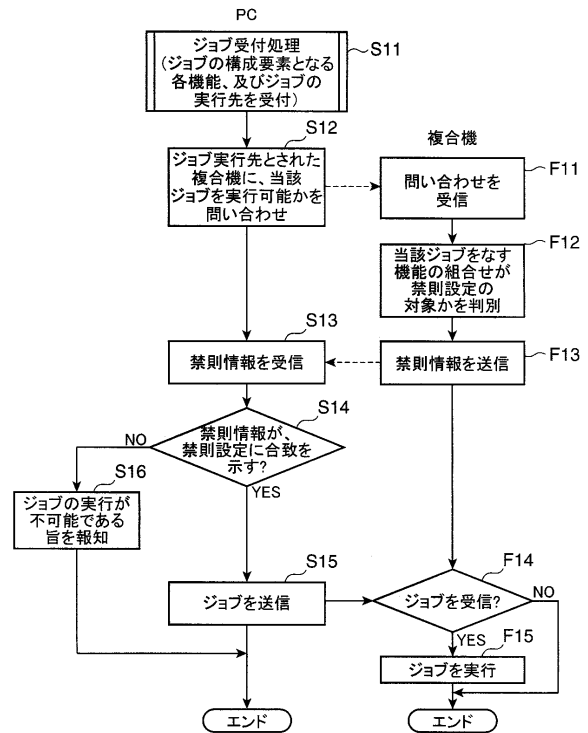 PC
ジョブ受付処理
(ジョブの構成要素となる
各機能、及びジョブの
実行先を受付)
S11
S12
ジョブ実行先とされた
複合機に、当該
ジョブを実行可能かを
問い合わせ
複合機
F11
問い合わせを
受信
F12
当該ジョブをなす
機能の組合せが
禁則設定の
対象かを判別
S13
禁則情報を受信
F13
禁則情報を送信
S14
禁則情報が、
禁則設定に合致を
示す?
NO
YES
S16
ジョブの実行が
不可能である
旨を報知
S15
ジョブを送信
F14
ジョブを受信?
NO
YES
F15
ジョブを実行
エンド
エンド